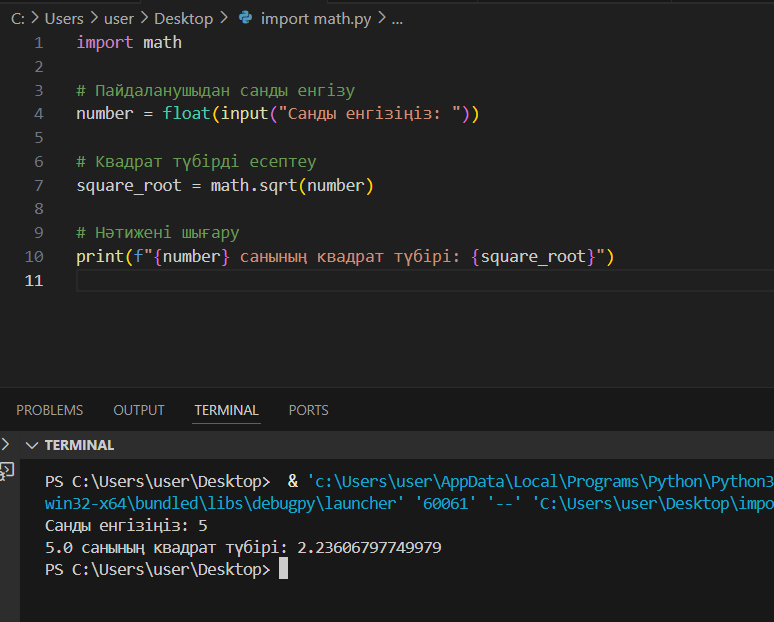 C: > Users > user > Desktop > import math.py > ...
1 import math
2
3 # Пайдаланушыдан санды енгізу
4 number = float(input("Санды енгізіңіз: "))
5
6 # Квадрат түбірді есептеу
7 square_root = math.sqrt(number)
8
9 # Нәтижені шығару
10 print(f"{number} санының квадрат түбірі: {square_root}")
11
PROBLEMS OUTPUT TERMINAL PORTS
TERMINAL
PS C:\Users\user\Desktop>  & 'c:\Users\user\AppData\Local\Programs\Python\Python3
win32-x64\bundled\libs\debugpy\launcher' '60061' '--' 'C:\Users\user\Desktop\impo
Санды енгізіңіз: 5
5.0 санының квадрат түбірі: 2.23606797749979
PS C:\Users\user\Desktop>